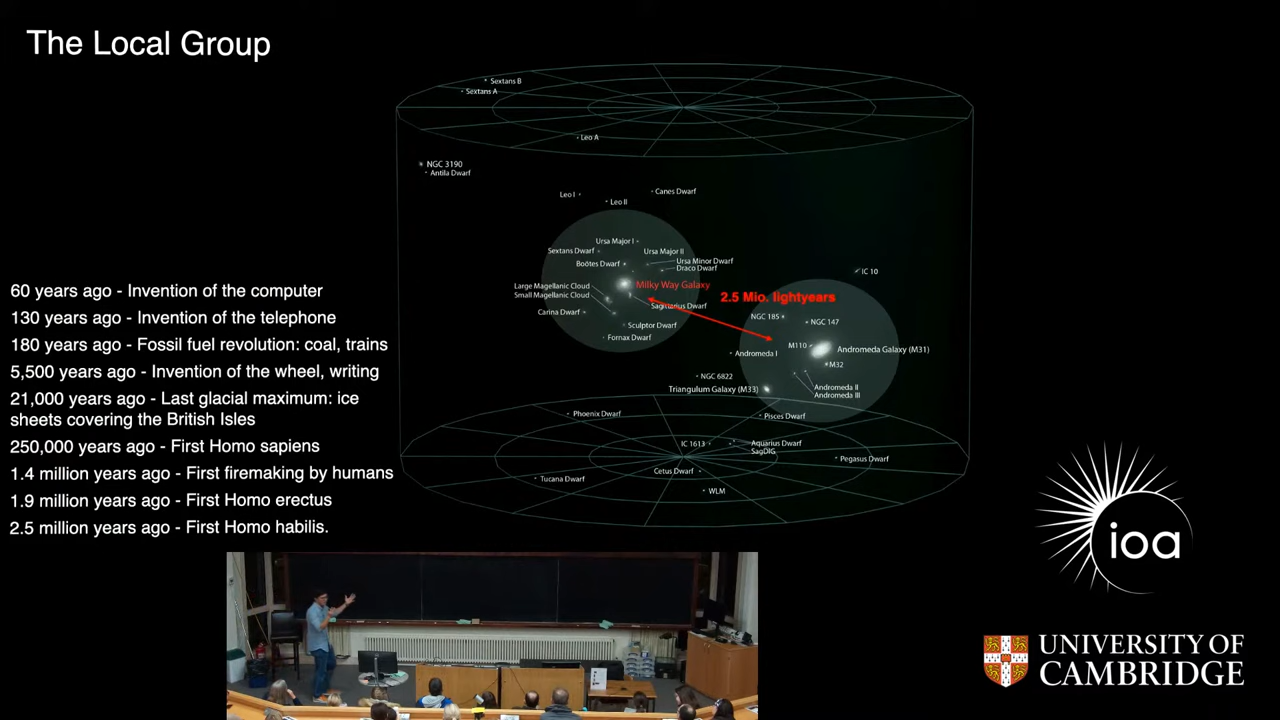 The Local Group
Sextans B
Sextans A
Leo A
NGC 3190
Antila Dwarf
Leo I
Canes Dwarf
Leo II
Ursa Major I
Sextans Dwarf
Ursa Major II
Boötes Dwarf
Ursa Minor Dwarf
Draco Dwarf
Large Magellanic Cloud
Milky Way Galaxy
Small Magellanic Cloud
Sagittarius Dwarf
Carina Dwarf
Sculptor Dwarf
Fornax Dwarf
2.5 Mio. lightyears
IC 10
NGC 185
NGC 147
M110
Andromeda Galaxy (M31)
Andromeda I
M32
NGC 6822
Triangulum Galaxy (M33)
Andromeda II
Andromeda III
Phoenix Dwarf
Pisces Dwarf
IC 1613
Aquarius Dwarf
SagDIG
Pegasus Dwarf
Cetus Dwarf
Tucana Dwarf
WLM
60 years ago - Invention of the computer
130 years ago - Invention of the telephone
180 years ago - Fossil fuel revolution: coal, trains
5,500 years ago - Invention of the wheel, writing
21,000 years ago - Last glacial maximum: ice
sheets covering the British Isles
250,000 years ago - First Homo sapiens
1.4 million years ago - First firemaking by humans
1.9 million years ago - First Homo erectus
2.5 million years ago - First Homo habilis.
ioa
UNIVERSITY OF
CAMBRIDGE